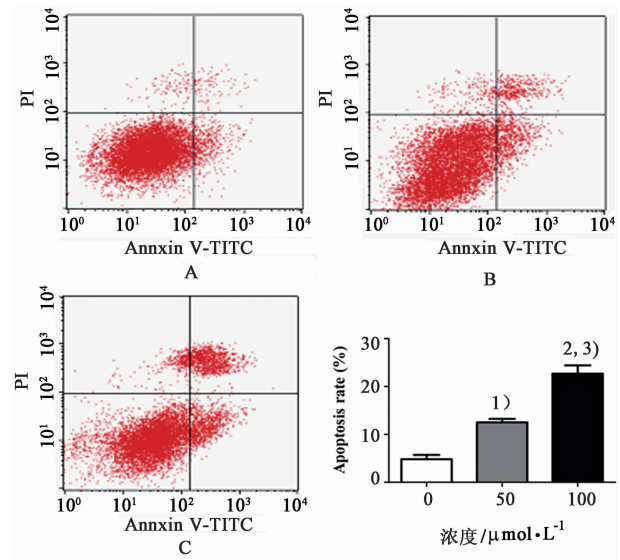 PI
10⁴
10³
10²
10¹
10⁰ 10¹ 10² 10³ 10⁴
Annxin V-TITC
A
PI
10⁴
10³
10²
10¹
10⁰ 10¹ 10² 10³ 10⁴
Annxin V-TITC
B
PI
10⁴
10³
10²
10¹
10⁰ 10¹ 10² 10³ 10⁴
Annxin V-TITC
C
Apoptosis rate (%)
30
20
10
0
1)
2, 3)
0 50 100
浓度/μmol•L⁻¹